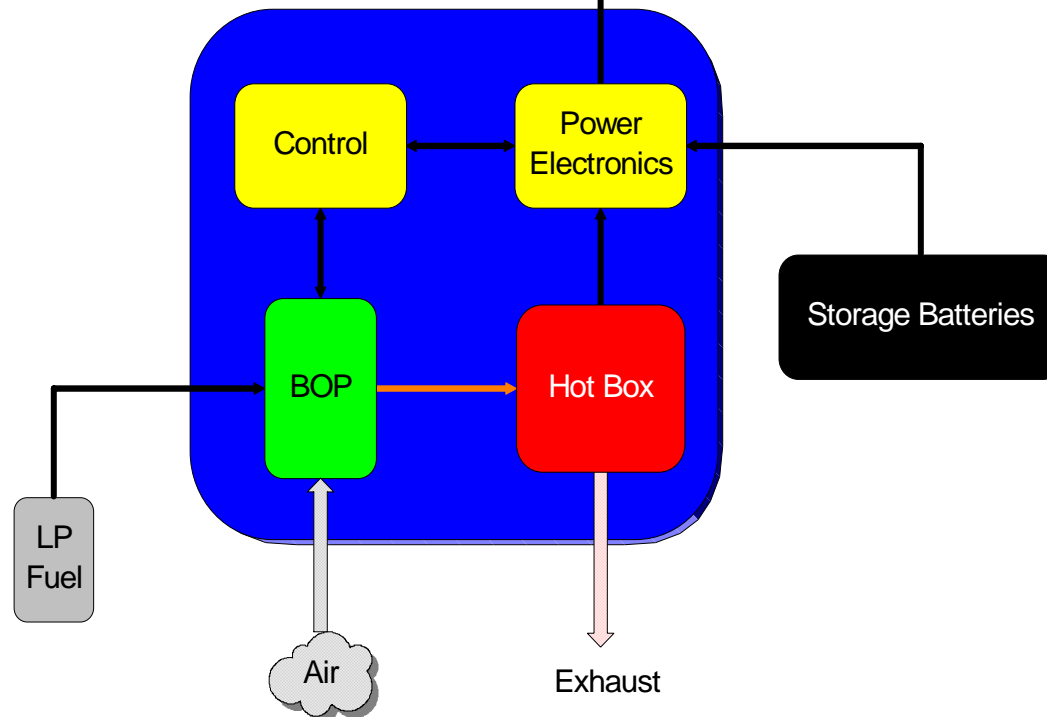 Control
Power
Electronics
Storage Batteries
BOP
Hot Box
LP
Fuel
Air
Exhaust